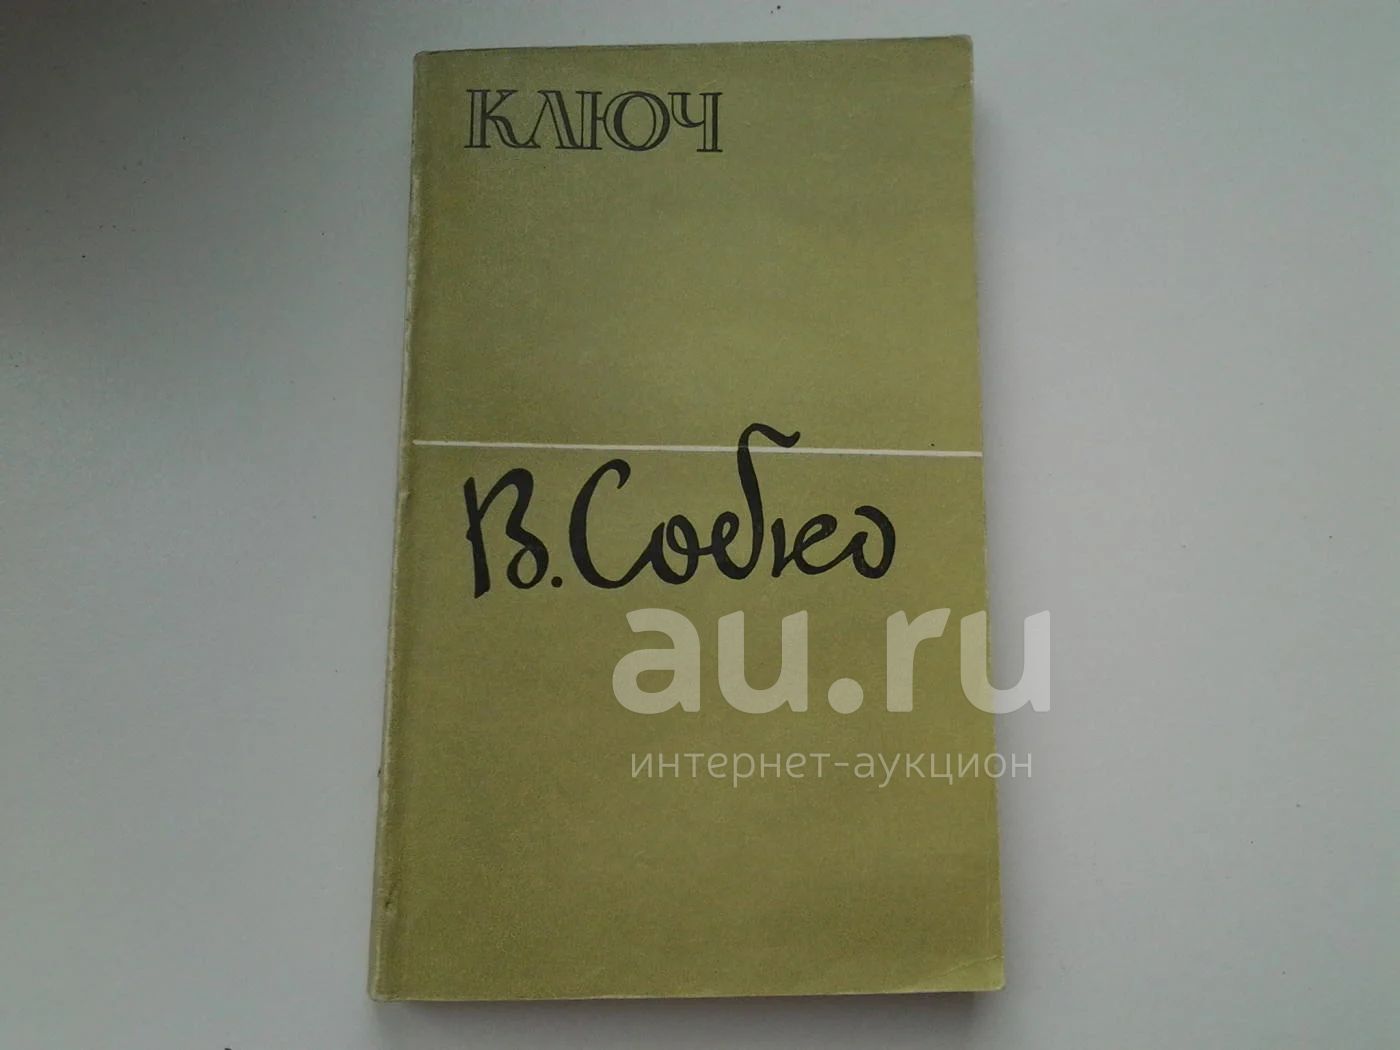 КЛЮЧ
В. Собко
au.ru
интернет-аукцион